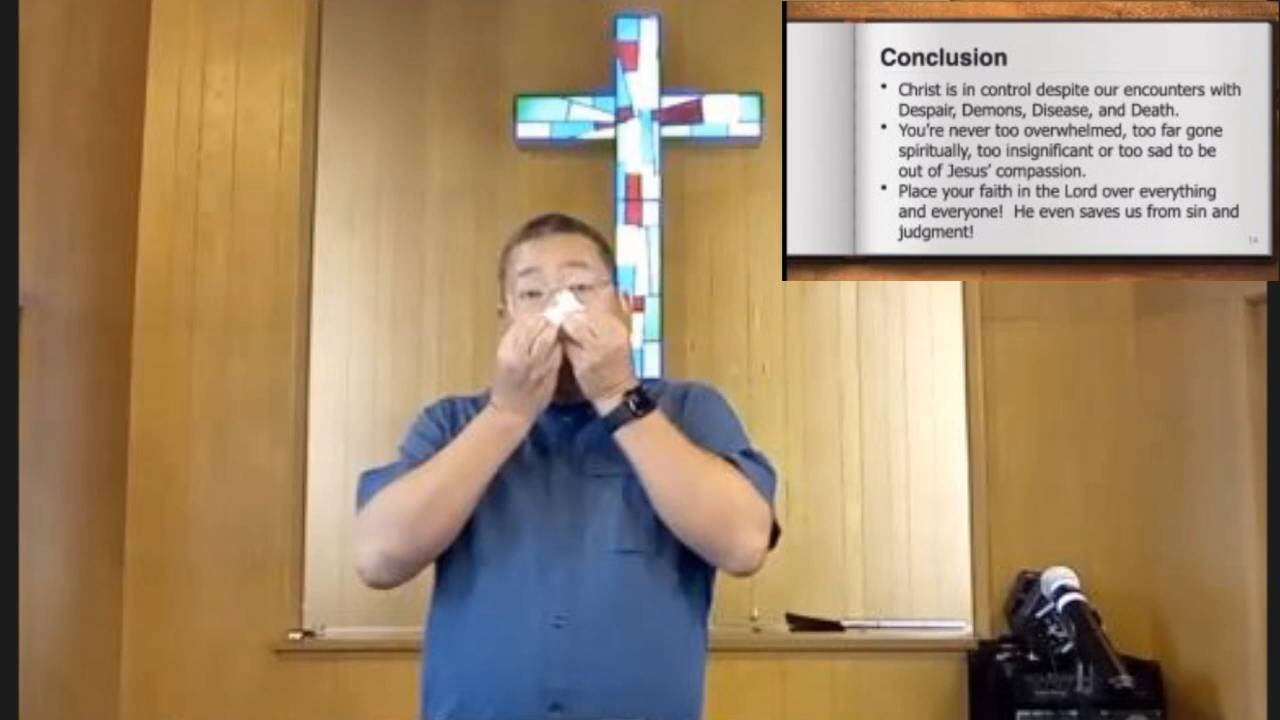 Conclusion
• Christ is in control despite our encounters with
Despair, Demons, Disease, and Death.
• You're never too overwhelmed, too far gone
spiritually, too insignificant or too sad to be
out of Jesus' compassion.
• Place your faith in the Lord over everything
and everyone!  He even saves us from sin and
judgment!
14